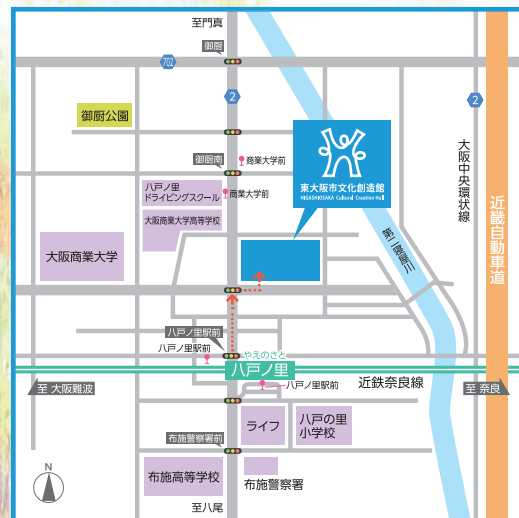 至門真
御厨
702
2
2
御厨公園
東大阪市文化創造館
HIGASHIOSAKA Cultural Creation Hall
御厨南
商業大学前
八戸ノ里
ドライビングスクール
商業大学前
大阪商業大学高等学校
大阪商業大学
大阪中央環状線
近畿自動車道
第二寝屋川
八戸ノ里駅前
八戸ノ里駅前
やえのさと
八戸ノ里
八戸ノ里駅前
近鉄奈良線
至 大阪難波
至 奈良
ライフ
八戸の里
小学校
布施警察署前
布施高等学校
布施警察署
N
至八尾